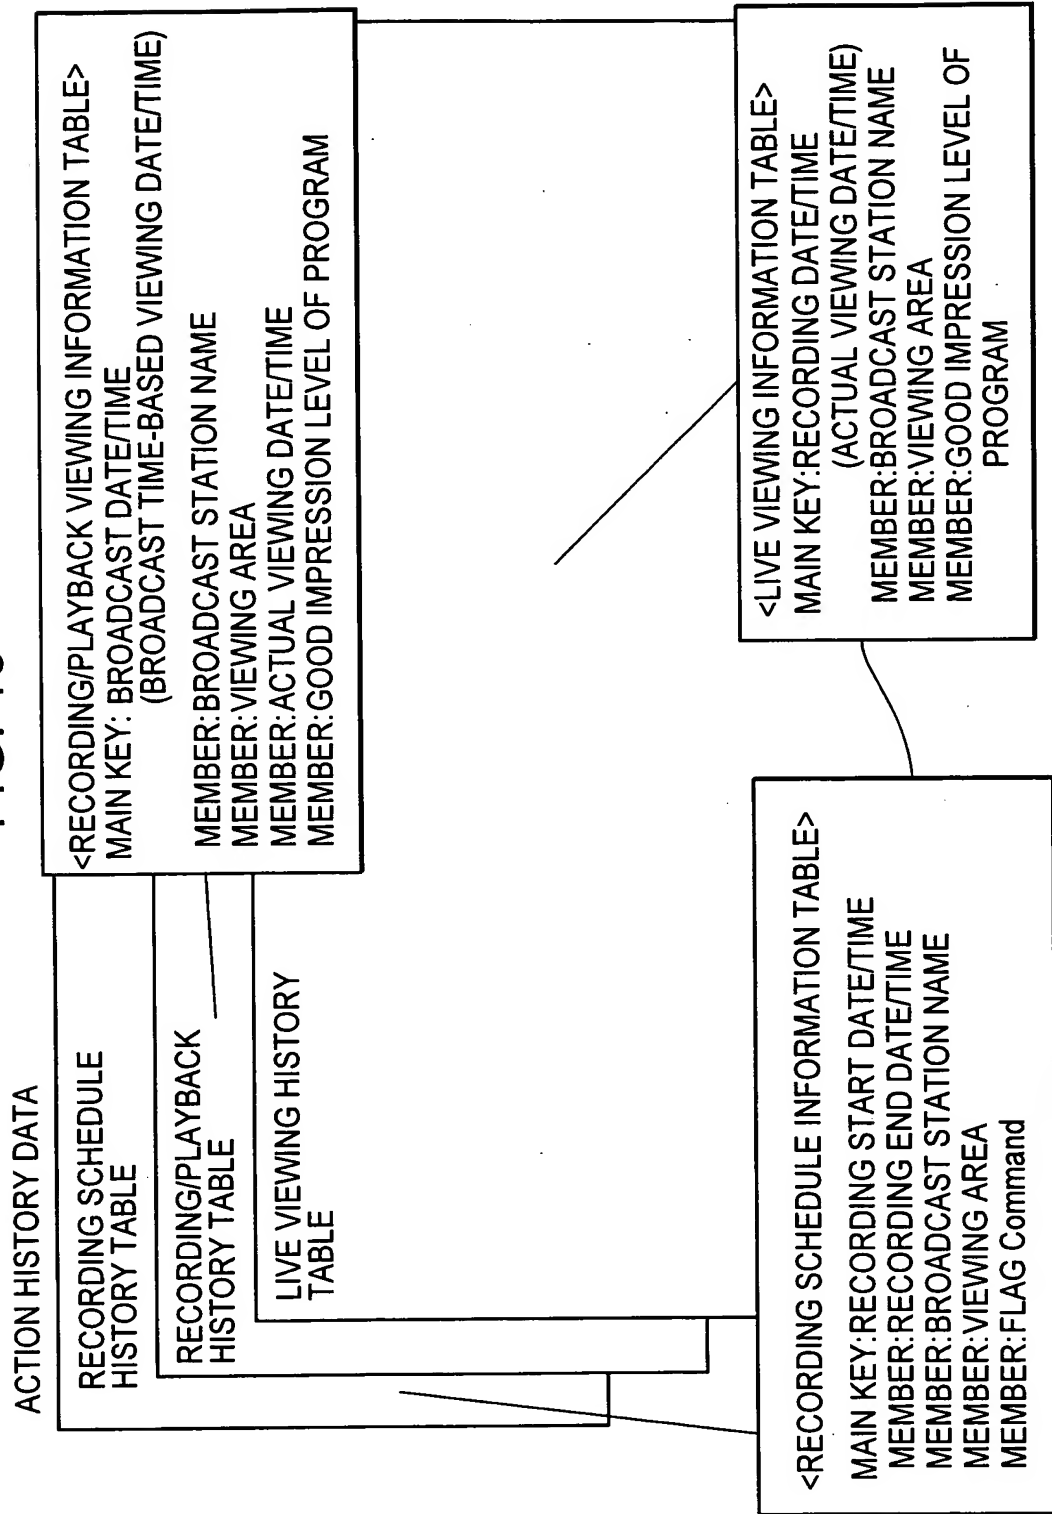 ACTION HISTORY DATA
RECORDING SCHEDULE
HISTORY TABLE
RECORDING/PLAYBACK
HISTORY TABLE
LIVE VIEWING HISTORY
TABLE
<RECORDING/PLAYBACK VIEWING INFORMATION TABLE>
MAIN KEY: BROADCAST DATE/TIME
(BROADCAST TIME-BASED VIEWING DATE/TIME)
MEMBER:BROADCAST STATION NAME
MEMBER:VIEWING AREA
MEMBER:ACTUAL VIEWING DATE/TIME
MEMBER:GOOD IMPRESSION LEVEL OF PROGRAM
<RECORDING SCHEDULE INFORMATION TABLE>
MAIN KEY:RECORDING START DATE/TIME
MEMBER:RECORDING END DATE/TIME
MEMBER:BROADCAST STATION NAME
MEMBER:VIEWING AREA
MEMBER:FLAG Command
<LIVE VIEWING INFORMATION TABLE>
MAIN KEY:RECORDING DATE/TIME
(ACTUAL VIEWING DATE/TIME)
MEMBER:BROADCAST STATION NAME
MEMBER:VIEWING AREA
MEMBER:GOOD IMPRESSION LEVEL OF
PROGRAM